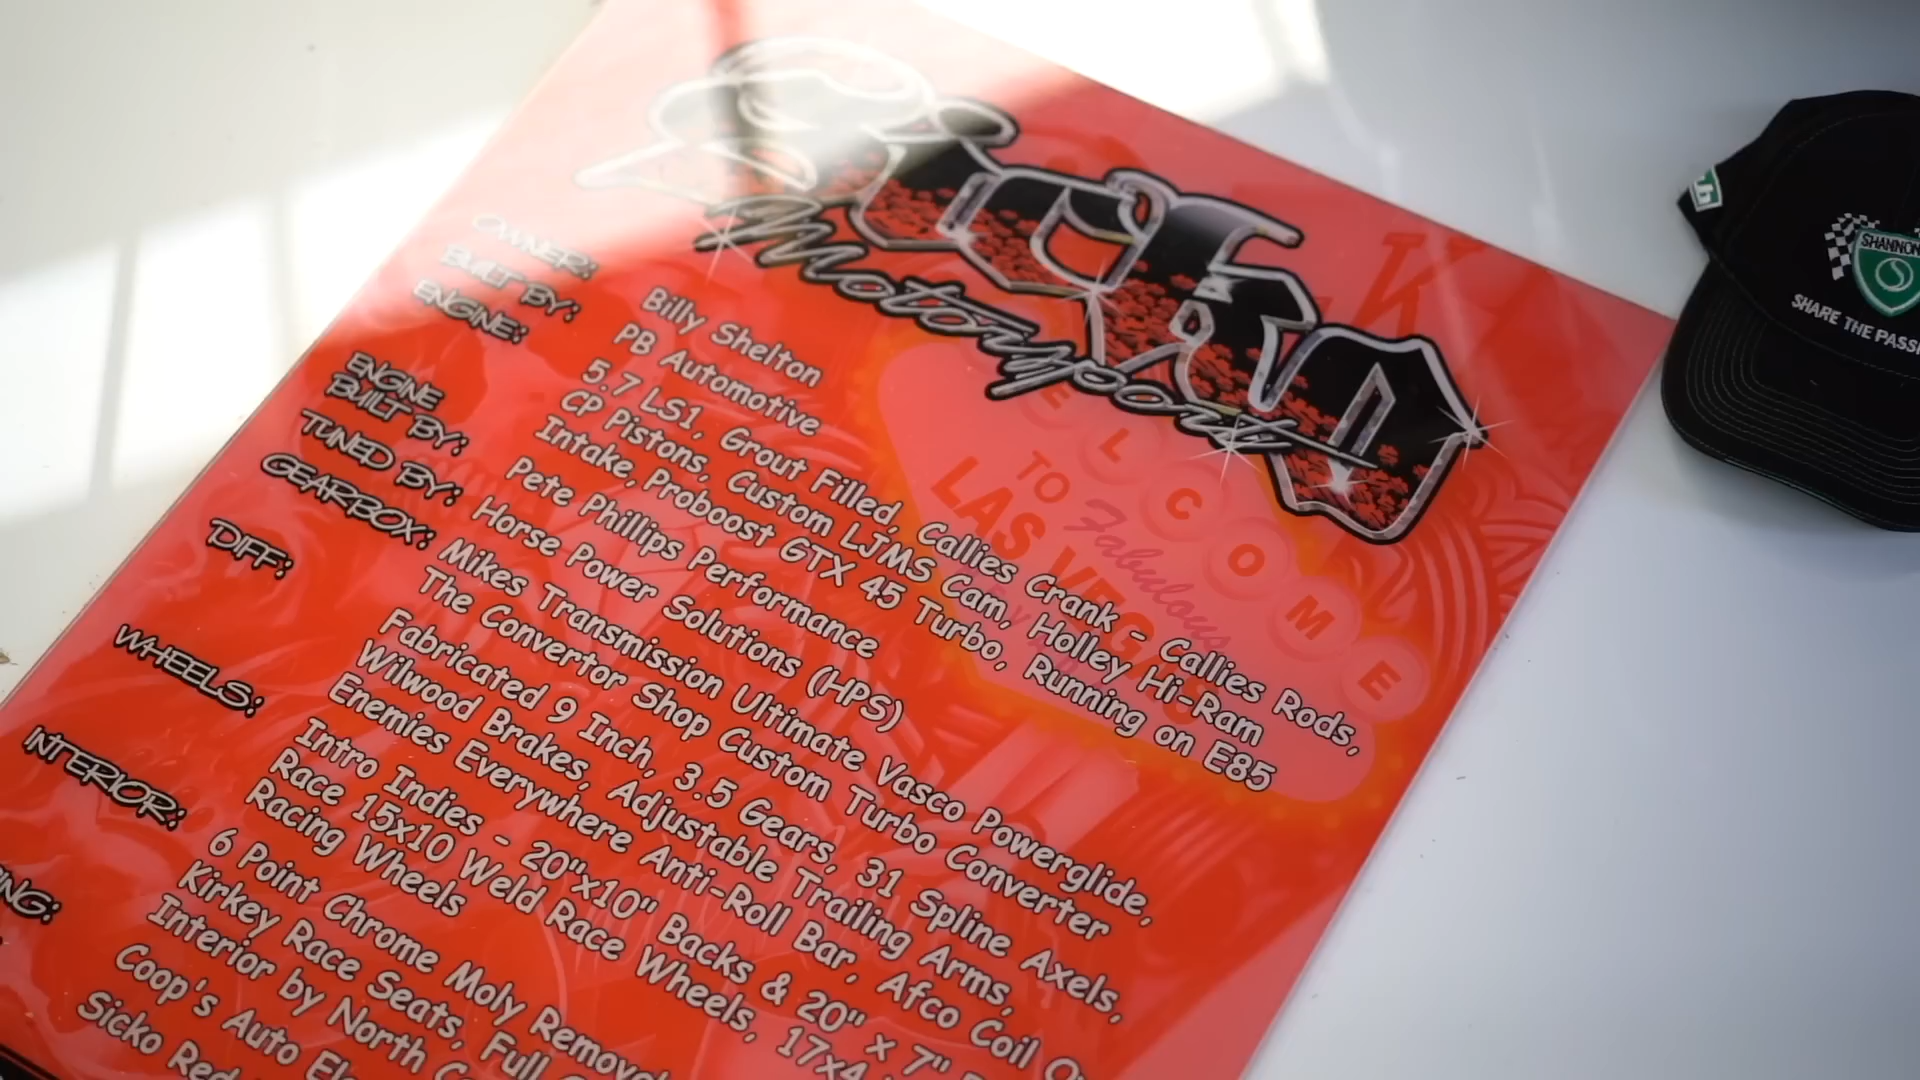 Sicko
Motorsports
OWNER: Billy Shelton
BUILT BY: PB Automotive
ENGINE: 5.7 LS1, Grout Filled, Callies Crank - Callies Rods,
CP Pistons, Custom LJMS Cam, Holley Hi-Ram
Intake, Proboost GTX 45 Turbo, Running on E85
ENGINE
BUILT BY: Pete Phillips Performance
TUNED BY: Horse Power Solutions (HPS)
GEARBOX: Mikes Transmission Ultimate Vasco Powerglide,
The Convertor Shop Custom Turbo Converter
DIFF: Fabricated 9 Inch, 3.5 Gears, 31 Spline Axels,
Wilwood Brakes, Adjustable Trailing Arms,
Enemies Everywhere Anti-Roll Bar, Afco Coil
WHEELS: Intro Indies - 20"x10" Backs & 20" x 7"
Race 15x10 Weld Race Wheels, 17x4
Racing Wheels
INTERIOR: 6 Point Chrome Moly
Kirkey Race Seats, Full
Interior by North
Coop's Auto
Sicko Red
K
WELCOME
TO Fabulous
LAS VEGAS
SHANNON
SHARE THE